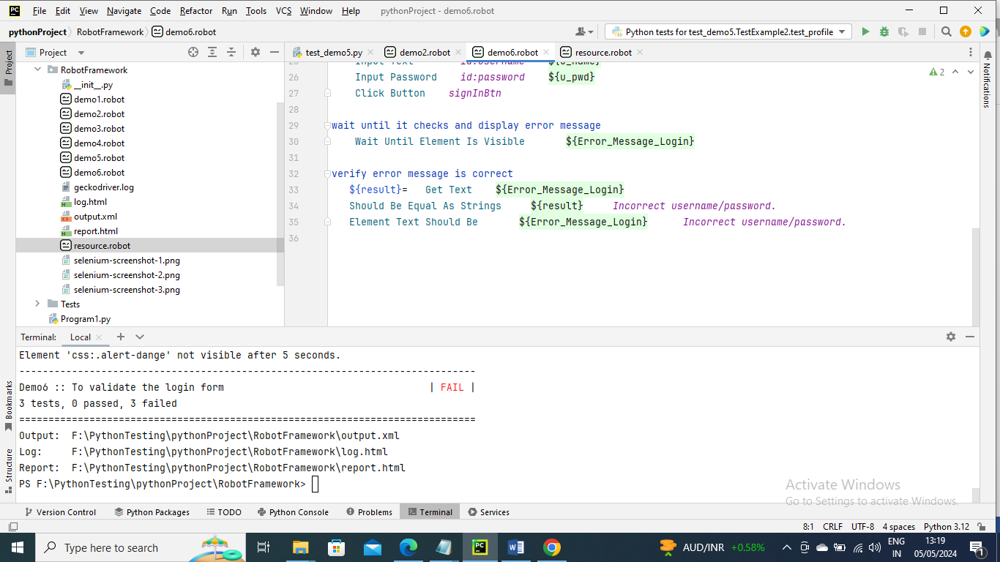 PC File Edit View Navigate Code Refactor Run Tools VCS Window Help pythonProject - demo6.robot
pythonProject RobotFramework demo6.robot Python tests for test_demo5.TestExample2.test_profile
Project
Project
test_demo5.py demo2.robot demo6.robot resource.robot
Notifications
RobotFramework
__init__.py
demo1.robot
demo2.robot
demo3.robot
demo4.robot
demo5.robot
demo6.robot
geckodriver.log
log.html
output.xml
report.html
resource.robot
selenium-screenshot-1.png
selenium-screenshot-2.png
selenium-screenshot-3.png
Tests
Program1.py
2
25 Input Text id:username ${u_name}
26 Input Password id:password ${u_pwd}
27 Click Button signInBtn
28
29 wait until it checks and display error message
30 Wait Until Element Is Visible ${Error_Message_Login}
31
32 verify error message is correct
33 ${result}= Get Text ${Error_Message_Login}
34 Should Be Equal As Strings ${result} Incorrect username/password.
35 Element Text Should Be ${Error_Message_Login} Incorrect username/password.
36
Terminal: Local
Element 'css:.alert-dange' not visible after 5 seconds.
------------------------------------------------------------------------------
Demo6 :: To validate the login form | FAIL |
3 tests, 0 passed, 3 failed
==============================================================================
Output: F:\PythonTesting\pythonProject\RobotFramework\output.xml
Log: F:\PythonTesting\pythonProject\RobotFramework\log.html
Report: F:\PythonTesting\pythonProject\RobotFramework\report.html
PS F:\PythonTesting\pythonProject\RobotFramework>
Bookmarks
Structure
Activate Windows
Go to Settings to activate Windows.
Version Control Python Packages TODO Python Console Problems Terminal Services
8:1 CRLF UTF-8 4 spaces Python 3.12
Type here to search
PC
W
AUD/INR +0.58%
ENG
IN
13:19
05/05/2024
1